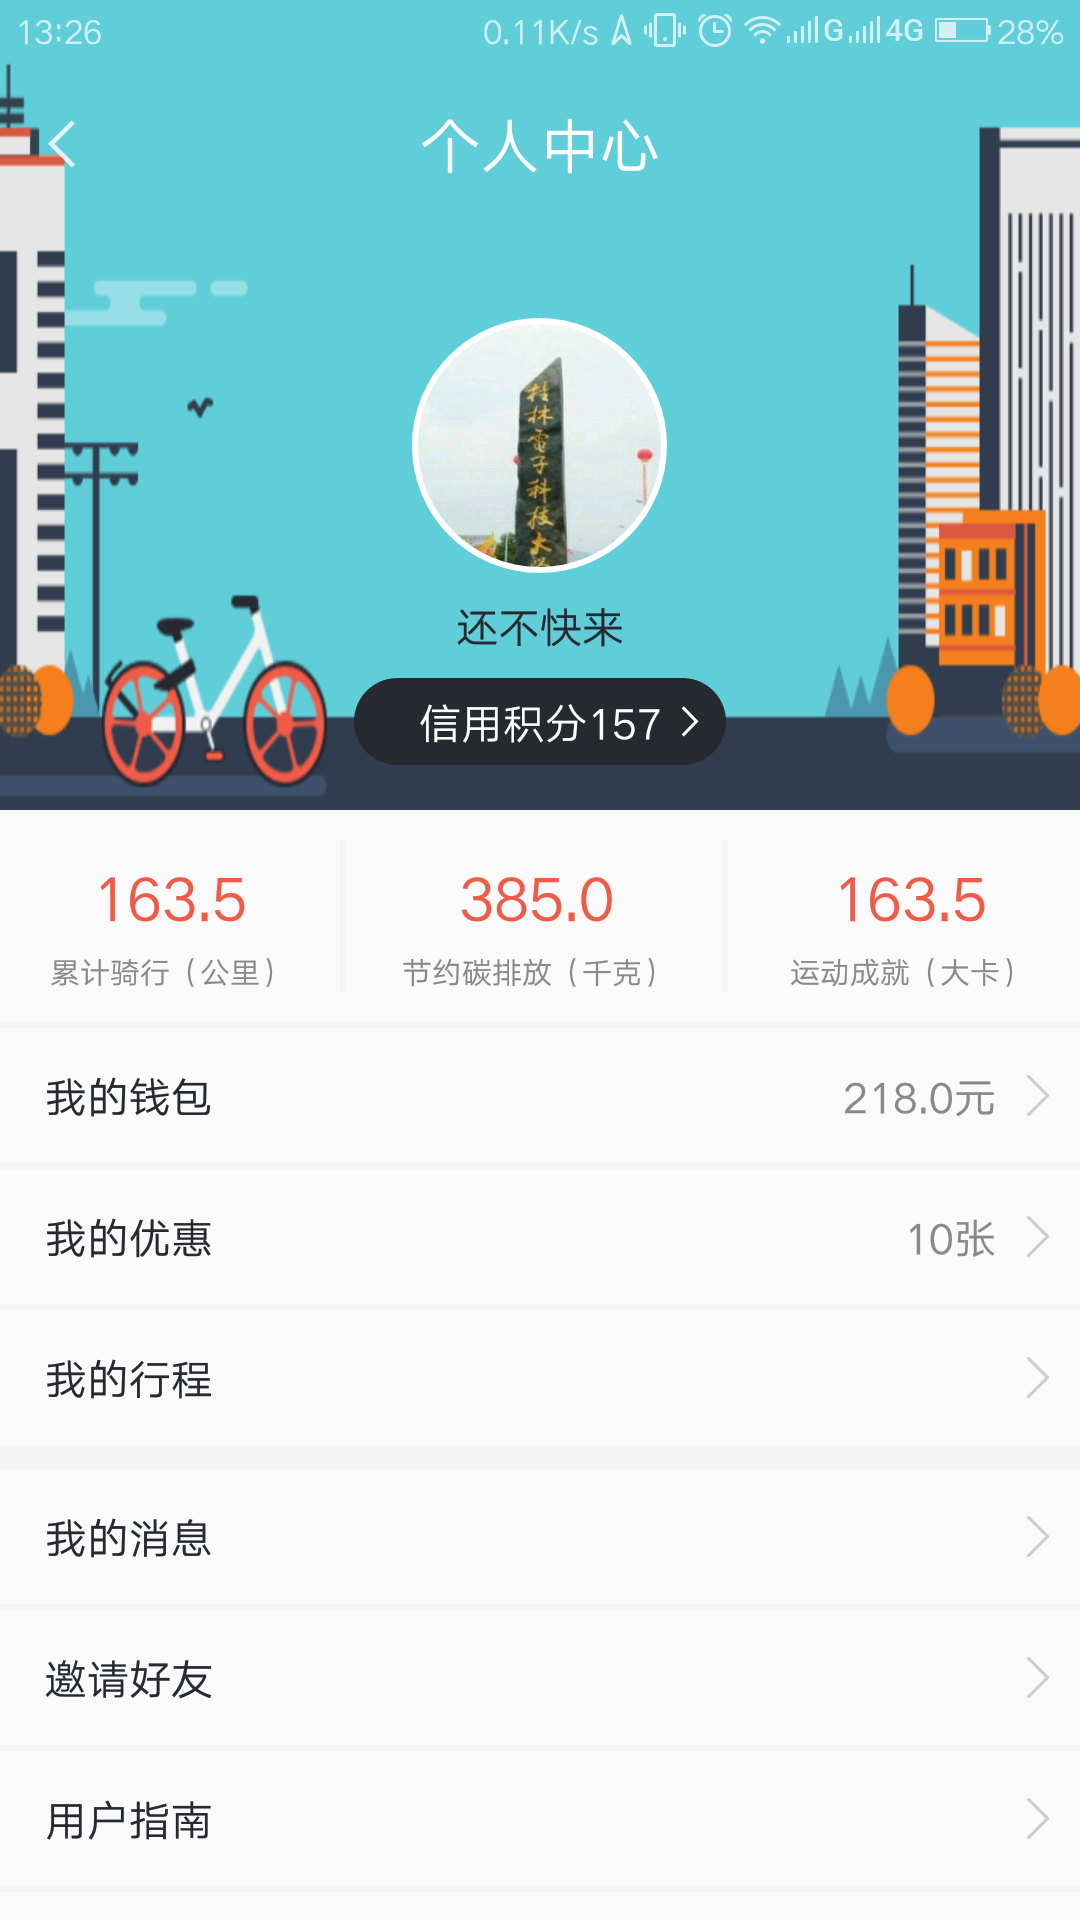 13:26 0.11K/s G 4G 28%
个人中心
桂林電子科技大
还不快来
信用积分157
163.5 385.0 163.5
累计骑行（公里） 节约碳排放（千克） 运动成就（大卡）
我的钱包 218.0元
我的优惠 10张
我的行程
我的消息
邀请好友
用户指南